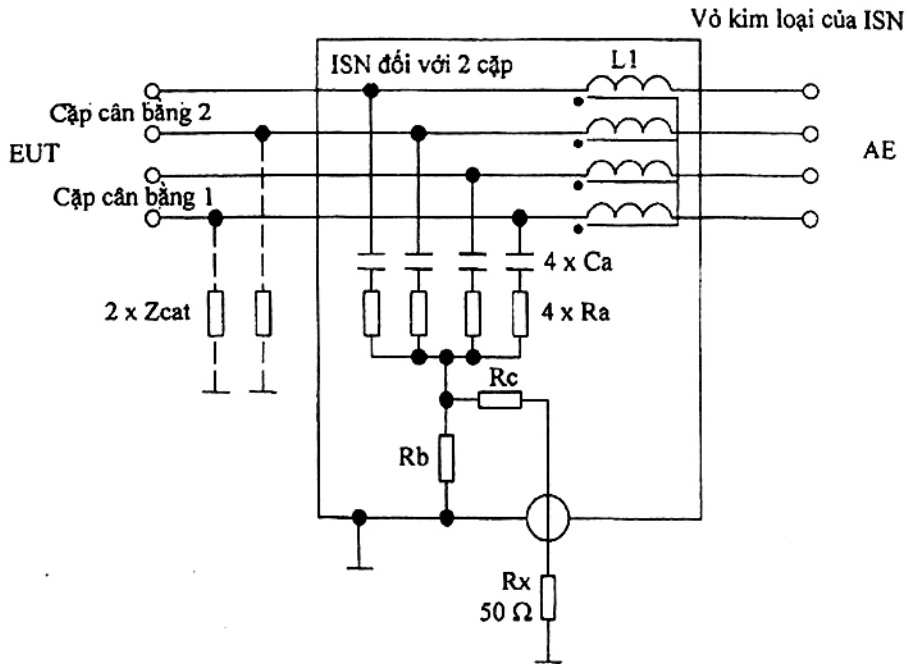 Vỏ kim loại của ISN
ISN đối với 2 cặp
L1
Cặp cân bằng 2
EUT
AE
Cặp cân bằng 1
4 x Ca
2 x Zcat
4 x Ra
Rc
Rb
Rx
50 Ω